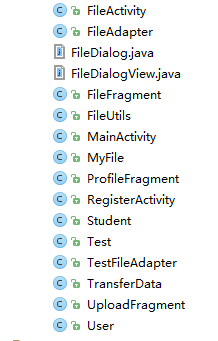 FileActivity
FileAdapter
FileDialog.java
FileDialogView.java
FileFragment
FileUtils
MainActivity
MyFile
ProfileFragment
RegisterActivity
Student
Test
TestFileAdapter
TransferData
UploadFragment
User